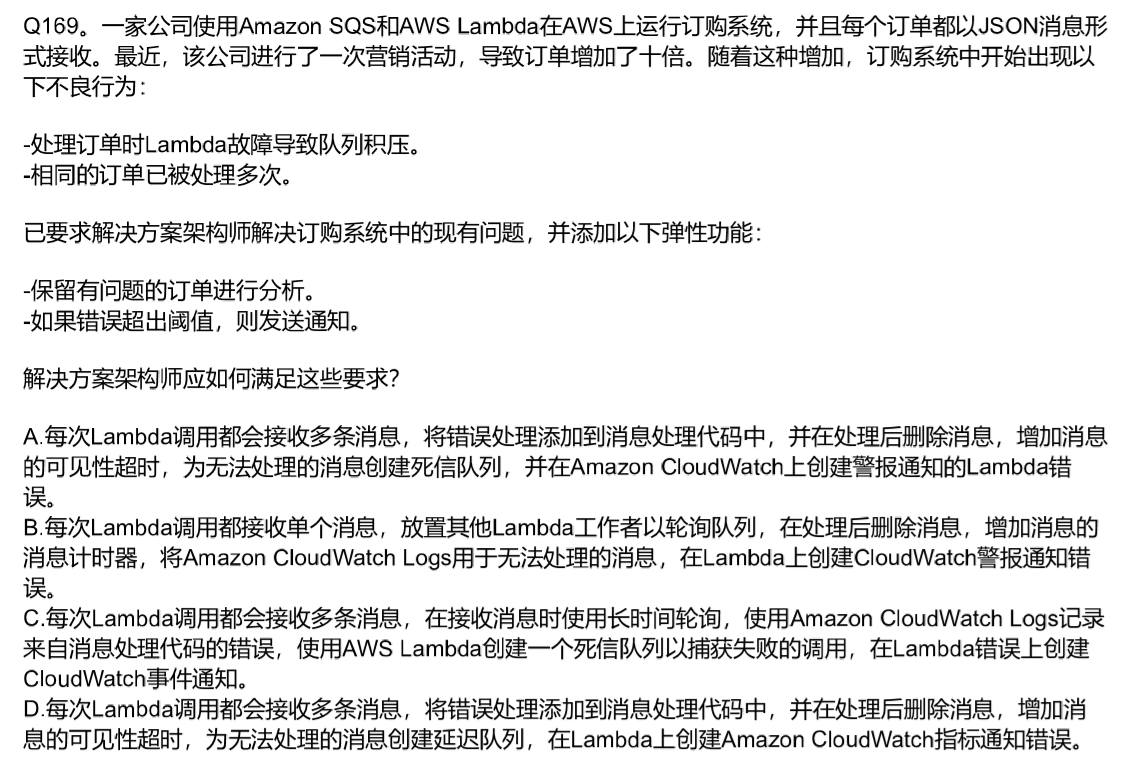 Q169。一家公司使用Amazon SQS和AWS Lambda在AWS上运行订购系统，并且每个订单都以JSON消息形
式接收。最近，该公司进行了一次营销活动，导致订单增加了十倍。随着这种增加，订购系统中开始出现以
下不良行为：
-处理订单时Lambda故障导致队列积压。
-相同的订单已被处理多次。
已要求解决方案架构师解决订购系统中的现有问题，并添加以下弹性功能：
-保留有问题的订单进行分析。
-如果错误超出阈值，则发送通知。
解决方案架构师应如何满足这些要求？
A.每次Lambda调用都会接收多条消息，将错误处理添加到消息处理代码中，并在处理后删除消息，增加消息
的可见性超时，为无法处理的消息创建死信队列，并在Amazon CloudWatch上创建警报通知的Lambda错
误。
B.每次Lambda调用都接收单个消息，放置其他Lambda工作者以轮询队列，在处理后删除消息，增加消息的
消息计时器，将Amazon CloudWatch Logs用于无法处理的消息，在Lambda上创建CloudWatch警报通知错
误。
C.每次Lambda调用都会接收多条消息，在接收消息时使用长时间轮询，使用Amazon CloudWatch Logs记录
来自消息处理代码的错误，使用AWS Lambda创建一个死信队列以捕获失败的调用，在Lambda错误上创建
CloudWatch事件通知。
D.每次Lambda调用都会接收多条消息，将错误处理添加到消息处理代码中，并在处理后删除消息，增加消
息的可见性超时，为无法处理的消息创建延迟队列，在Lambda上创建Amazon CloudWatch指标通知错误。